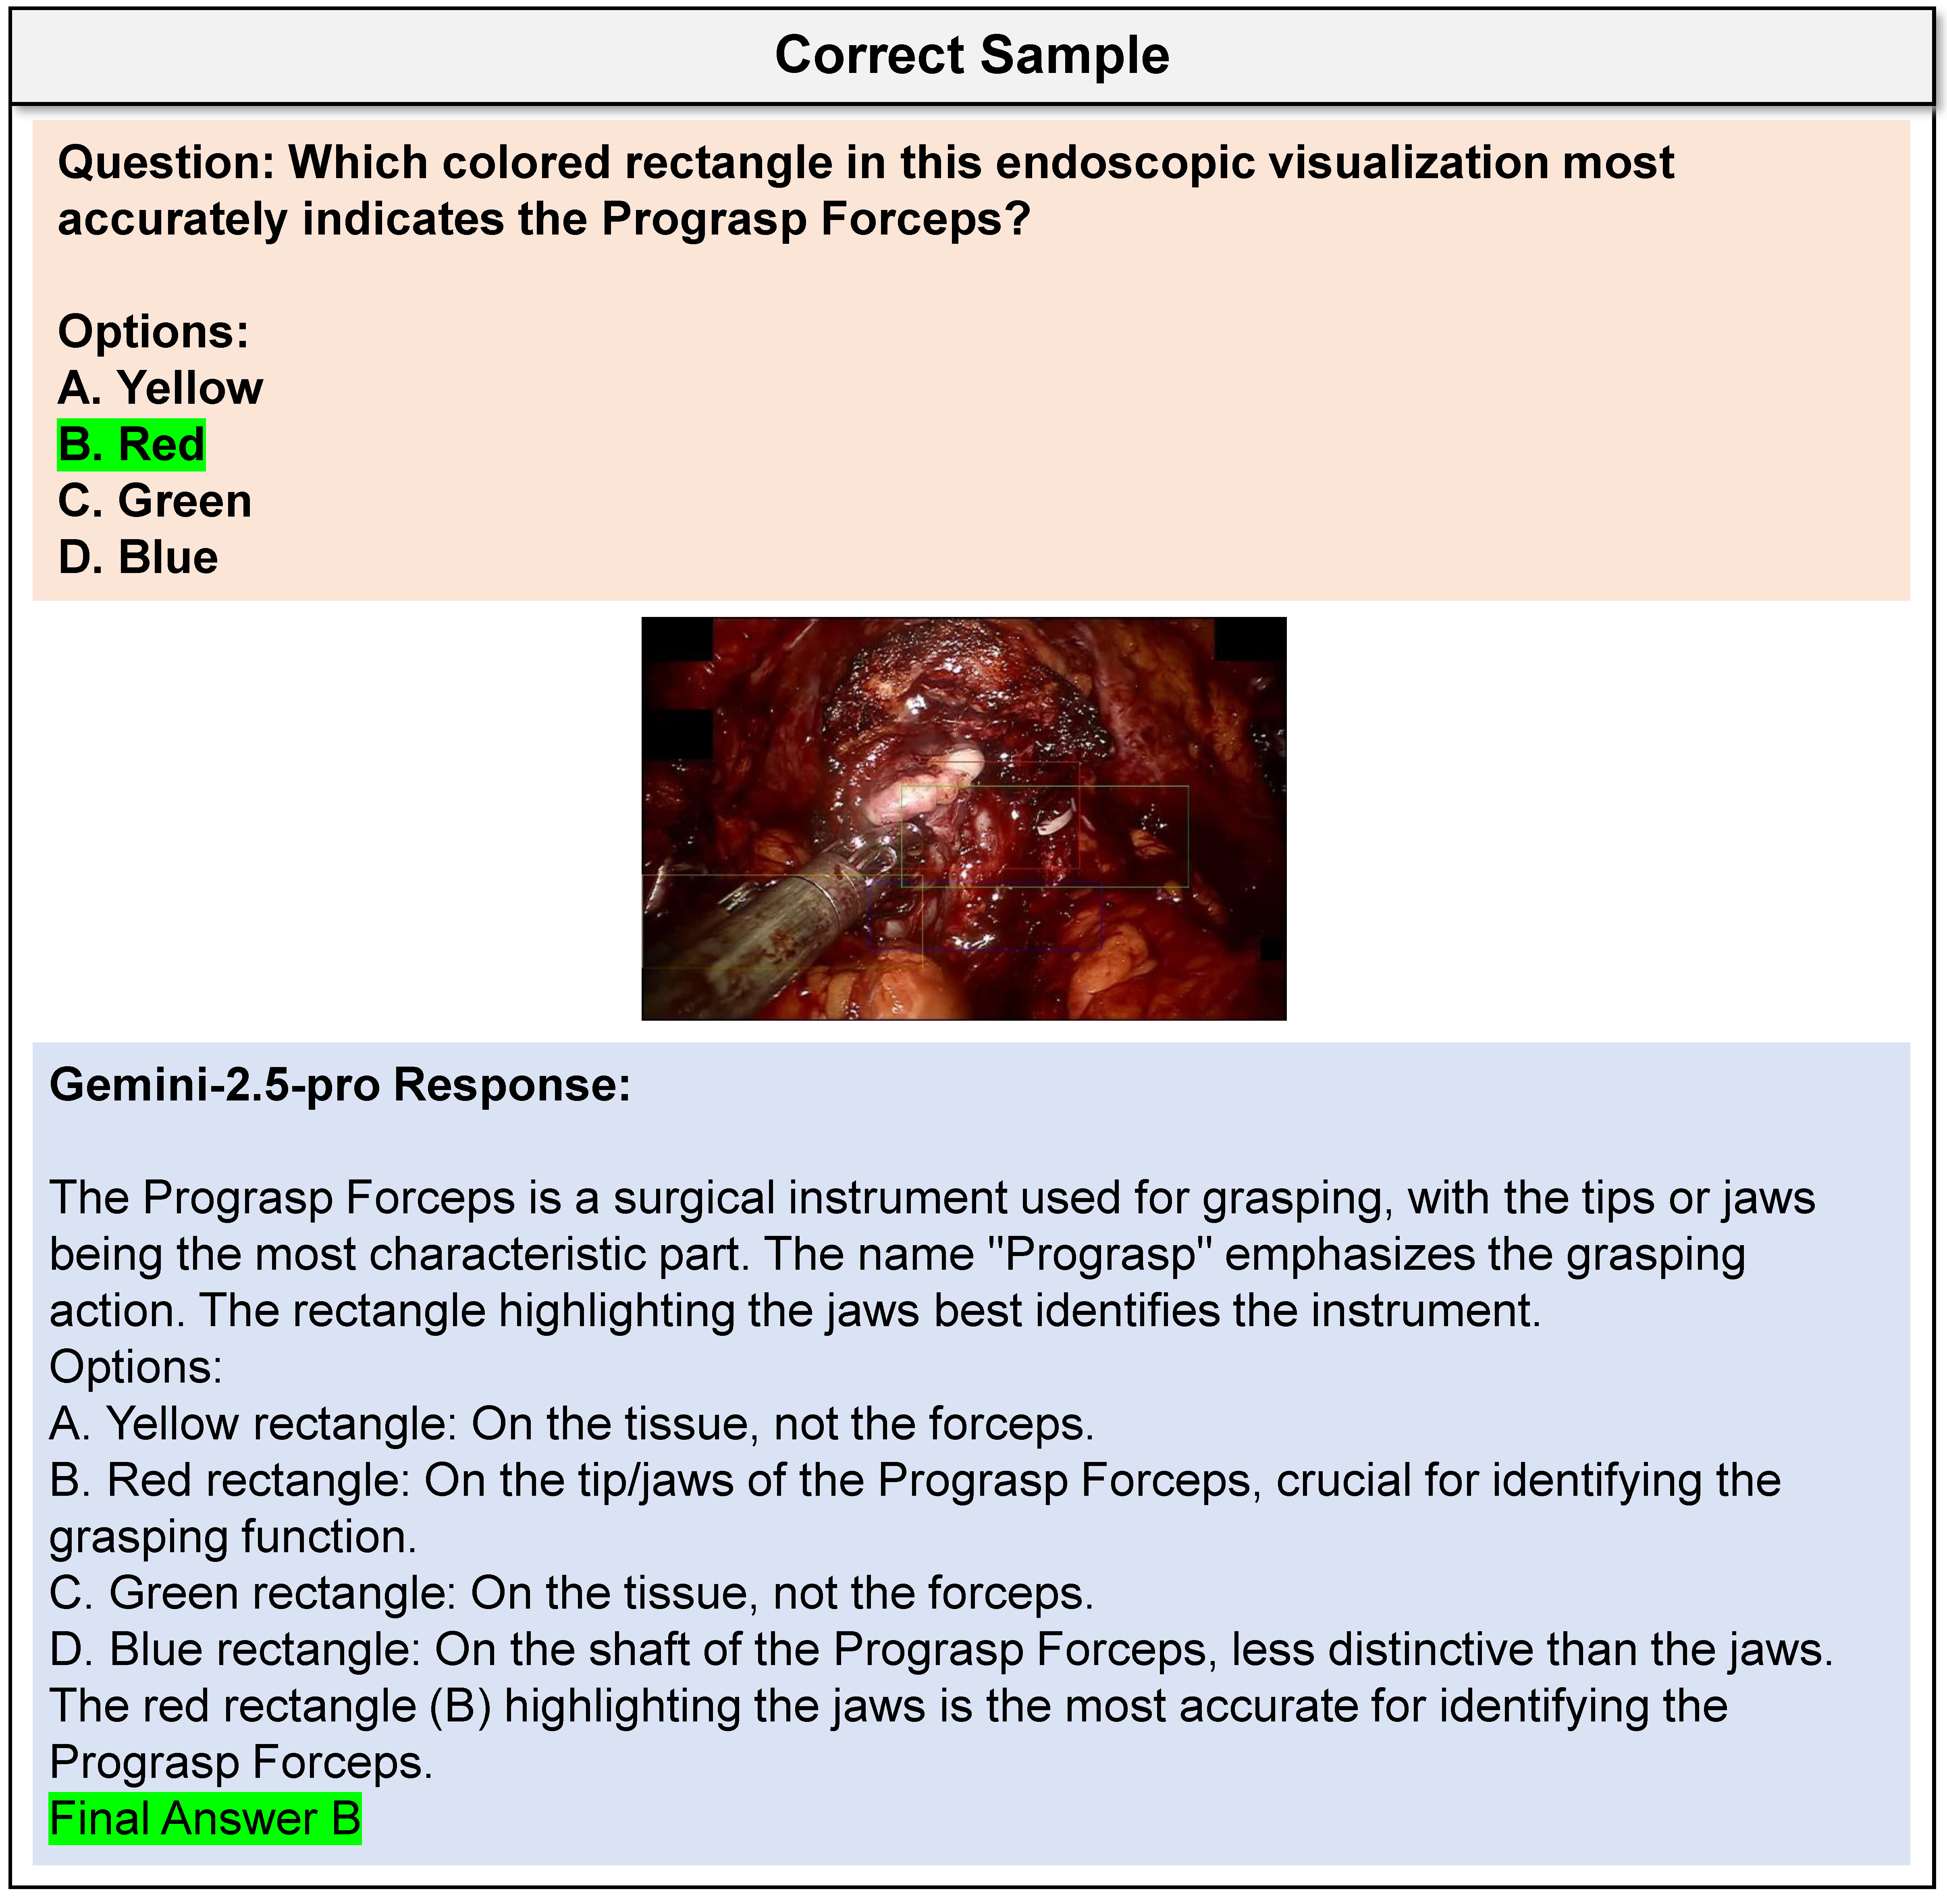 Correct Sample
Question: Which colored rectangle in this endoscopic visualization most
accurately indicates the Prograsp Forceps?
Options:
A. Yellow
B. Red
C. Green
D. Blue
Gemini-2.5-pro Response:
The Prograsp Forceps is a surgical instrument used for grasping, with the tips or jaws
being the most characteristic part. The name "Prograsp" emphasizes the grasping
action. The rectangle highlighting the jaws best identifies the instrument.
Options:
A. Yellow rectangle: On the tissue, not the forceps.
B. Red rectangle: On the tip/jaws of the Prograsp Forceps, crucial for identifying the
grasping function.
C. Green rectangle: On the tissue, not the forceps.
D. Blue rectangle: On the shaft of the Prograsp Forceps, less distinctive than the jaws.
The red rectangle (B) highlighting the jaws is the most accurate for identifying the
Prograsp Forceps.
Final Answer B